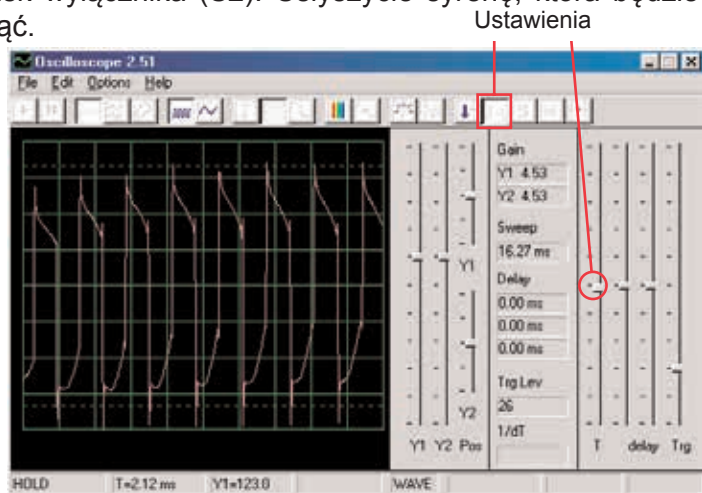 Ustawienia
ąć.
Oscilloscope 2.51
File Edit Options Help
Gain
Y1 4.53
Y2 4.53
Sweep
16.27 ms
Y1
Delay
0.00 ms
0.00 ms
0.00 ms
Trg Lev
26
Y2
1/dT
Y1 Y2 Pos
T delay Trg
HOLD T=2.12 ms Y1=123.0 WAVE